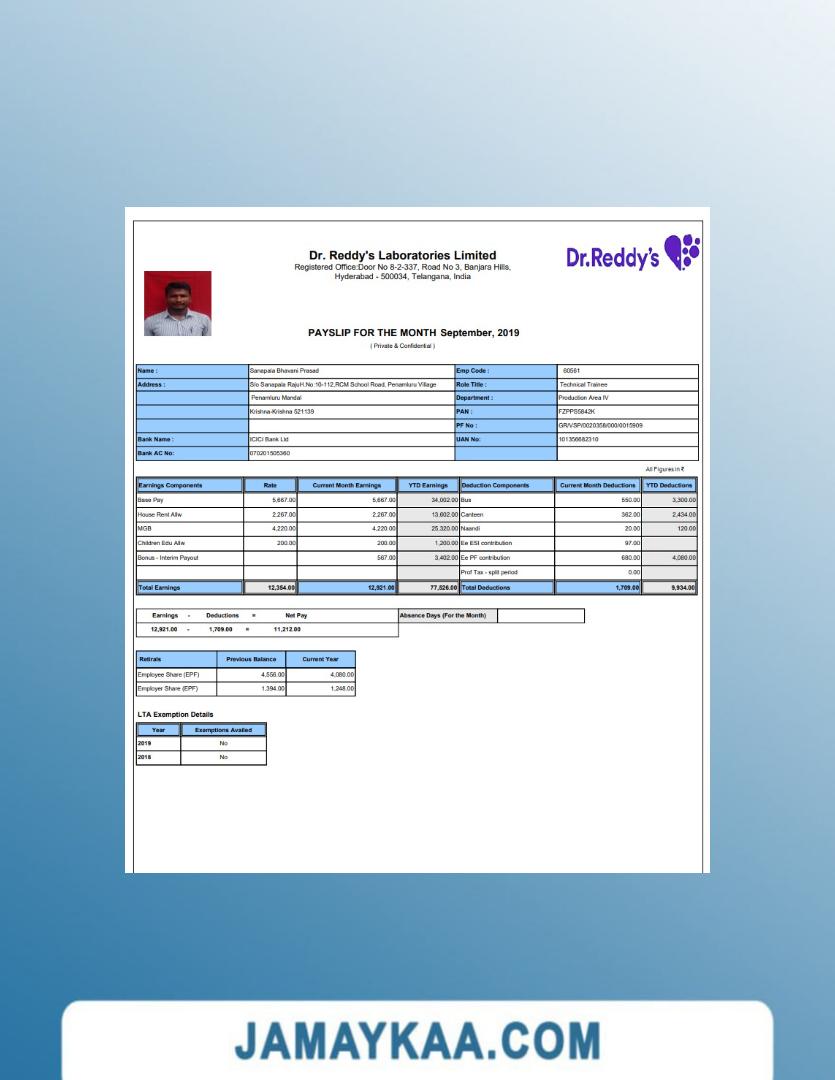 Dr. Reddy's Laboratories Limited
Registered Office:Door No 8-2-337, Road No 3, Banjara Hills,
Hyderabad - 500034, Telangana, India
Dr.Reddy's
PAYSLIP FOR THE MONTH September, 2019
( Private & Confidential )
Name : Sanapala Bhavani Prasad Emp Code : 60561
Address : S/o Sanapala RajuH.No:10-112,RCM School Road, Penamluru Village Role Title : Technical Trainee
Penamluru Mandal Department : Production Area IV
Krishna-Krishna 521139 PAN : FZPPS5842K
PF No : GR/VSP/0020358/000/0015909
Bank Name : ICICI Bank Ltd UAN No: 101356682310
Bank AC No: 070201505360
All Figures in ₹
Earnings Components Rate Current Month Earnings YTD Earnings Deduction Components Current Month Deductions YTD Deductions
Base Pay 5,667.00 5,667.00 34,002.00 Bus 550.00 3,300.00
House Rent Allw 2,267.00 2,267.00 13,602.00 Canteen 362.00 2,434.00
MGB 4,220.00 4,220.00 25,320.00 Naandi 20.00 120.00
Children Edu Allw 200.00 200.00 1,200.00 Ee ESI contribution 97.00
Bonus - Interim Payout 567.00 3,402.00 Ee PF contribution 680.00 4,080.00
Prof Tax - split period 0.00
Total Earnings 12,354.00 12,921.00 77,526.00 Total Deductions 1,709.00 9,934.00
Earnings - Deductions = Net Pay Absence Days (For the Month)
12,921.00 - 1,709.00 = 11,212.00
Retirals Previous Balance Current Year
Employee Share (EPF) 4,556.00 4,080.00
Employer Share (EPF) 1,394.00 1,248.00
LTA Exemption Details
Year Exemptions Availed
2019 No
2018 No
JAMAYKAA.COM